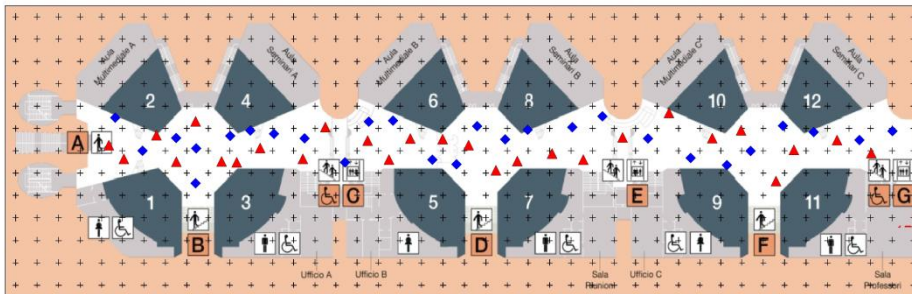 Aula
Multimediale A
Aula
Seminari A
Aula
Multimediale B
Aula
Seminari B
Aula
Multimediale C
Aula
Seminari C
2
4
6
8
10
12
A
1
3
5
7
9
11
C
E
G
B
D
F
Ufficio A
Ufficio B
Sala
Riunioni
Ufficio C
Sala
Professori